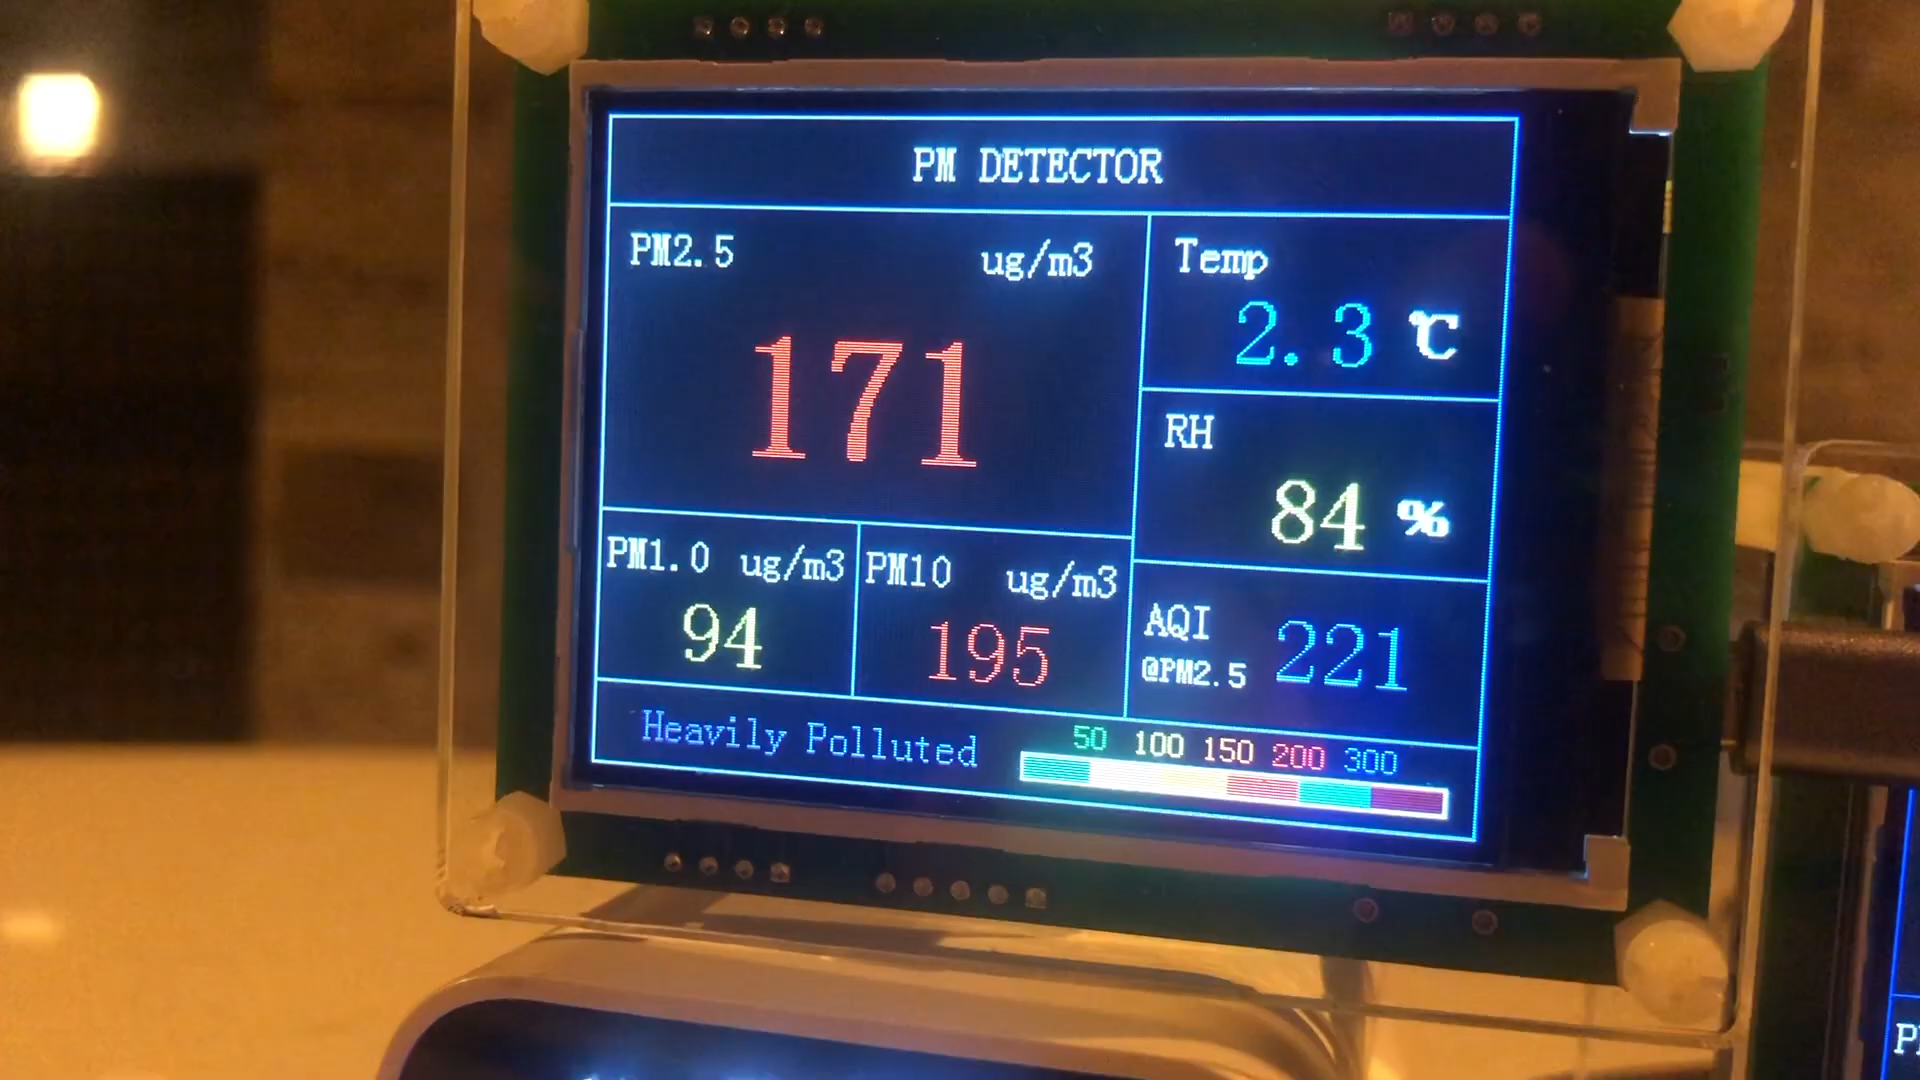 PM DETECTOR
PM2.5 ug/m3
171
Temp
2.3 ℃
RH
84 %
PM1.0 ug/m3
94
PM10 ug/m3
195
AQI
@PM2.5 221
Heavily Polluted
50 100 150 200 300